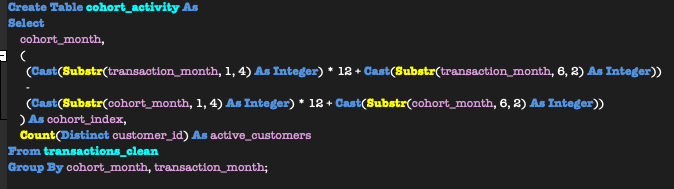 Create Table cohort_activity As
Select
cohort_month,
(
(Cast(Substr(transaction_month, 1, 4) As Integer) * 12 + Cast(Substr(transaction_month, 6, 2) As Integer))
-
(Cast(Substr(cohort_month, 1, 4) As Integer) * 12 + Cast(Substr(cohort_month, 6, 2) As Integer))
) As cohort_index,
Count(Distinct customer_id) As active_customers
From transactions_clean
Group By cohort_month, transaction_month;